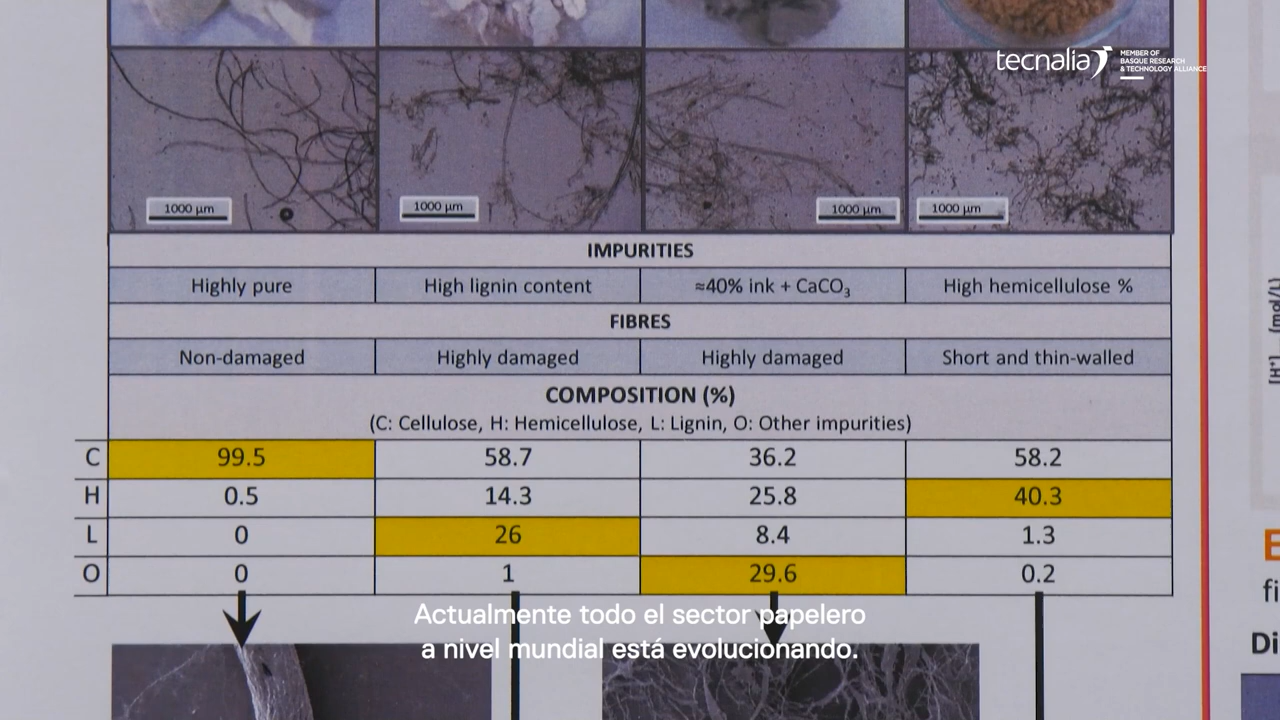 tecnalia
MEMBER OF
BASQUE RESEARCH
& TECHNOLOGY ALLIANCE
1000 µm
1000 µm
1000 µm
1000 µm
IMPURITIES
Highly pure High lignin content ≈40% ink + CaCO₃ High hemicellulose %
FIBRES
Non-damaged Highly damaged Highly damaged Short and thin-walled
COMPOSITION (%)
(C: Cellulose, H: Hemicellulose, L: Lignin, O: Other impurities)
C 99.5 58.7 36.2 58.2
H 0.5 14.3 25.8 40.3
L 0 26 8.4 1.3
O 0 1 29.6 0.2
Actualmente todo el sector papelero
a nivel mundial está evolucionando.